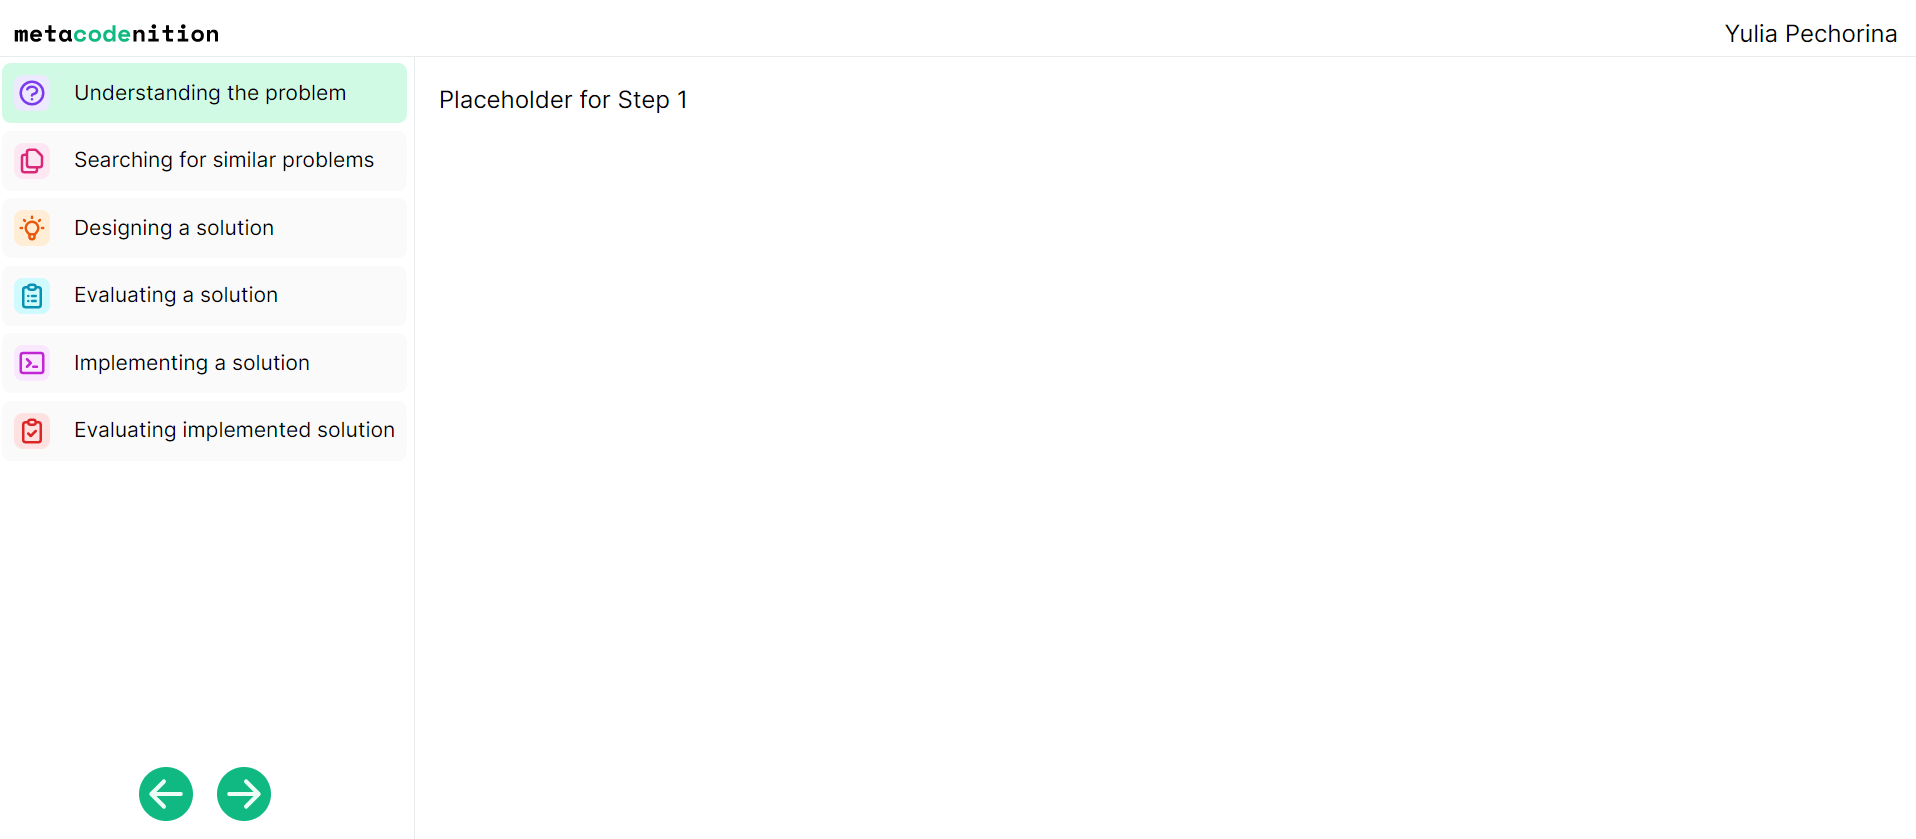 metacodenition
Yulia Pechorina
Understanding the problem
Searching for similar problems
Designing a solution
Evaluating a solution
Implementing a solution
Evaluating implemented solution
Placeholder for Step 1